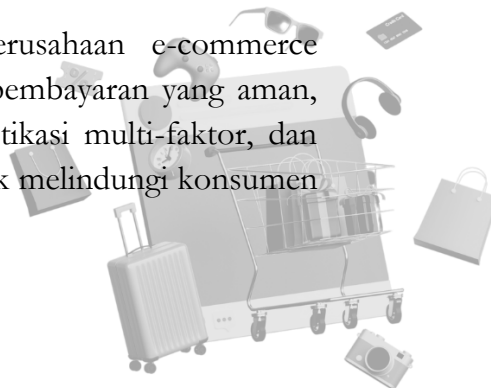 erusahaan e-commerce
pembayaran yang aman,
tikasi multi-faktor, dan
k melindungi konsumen